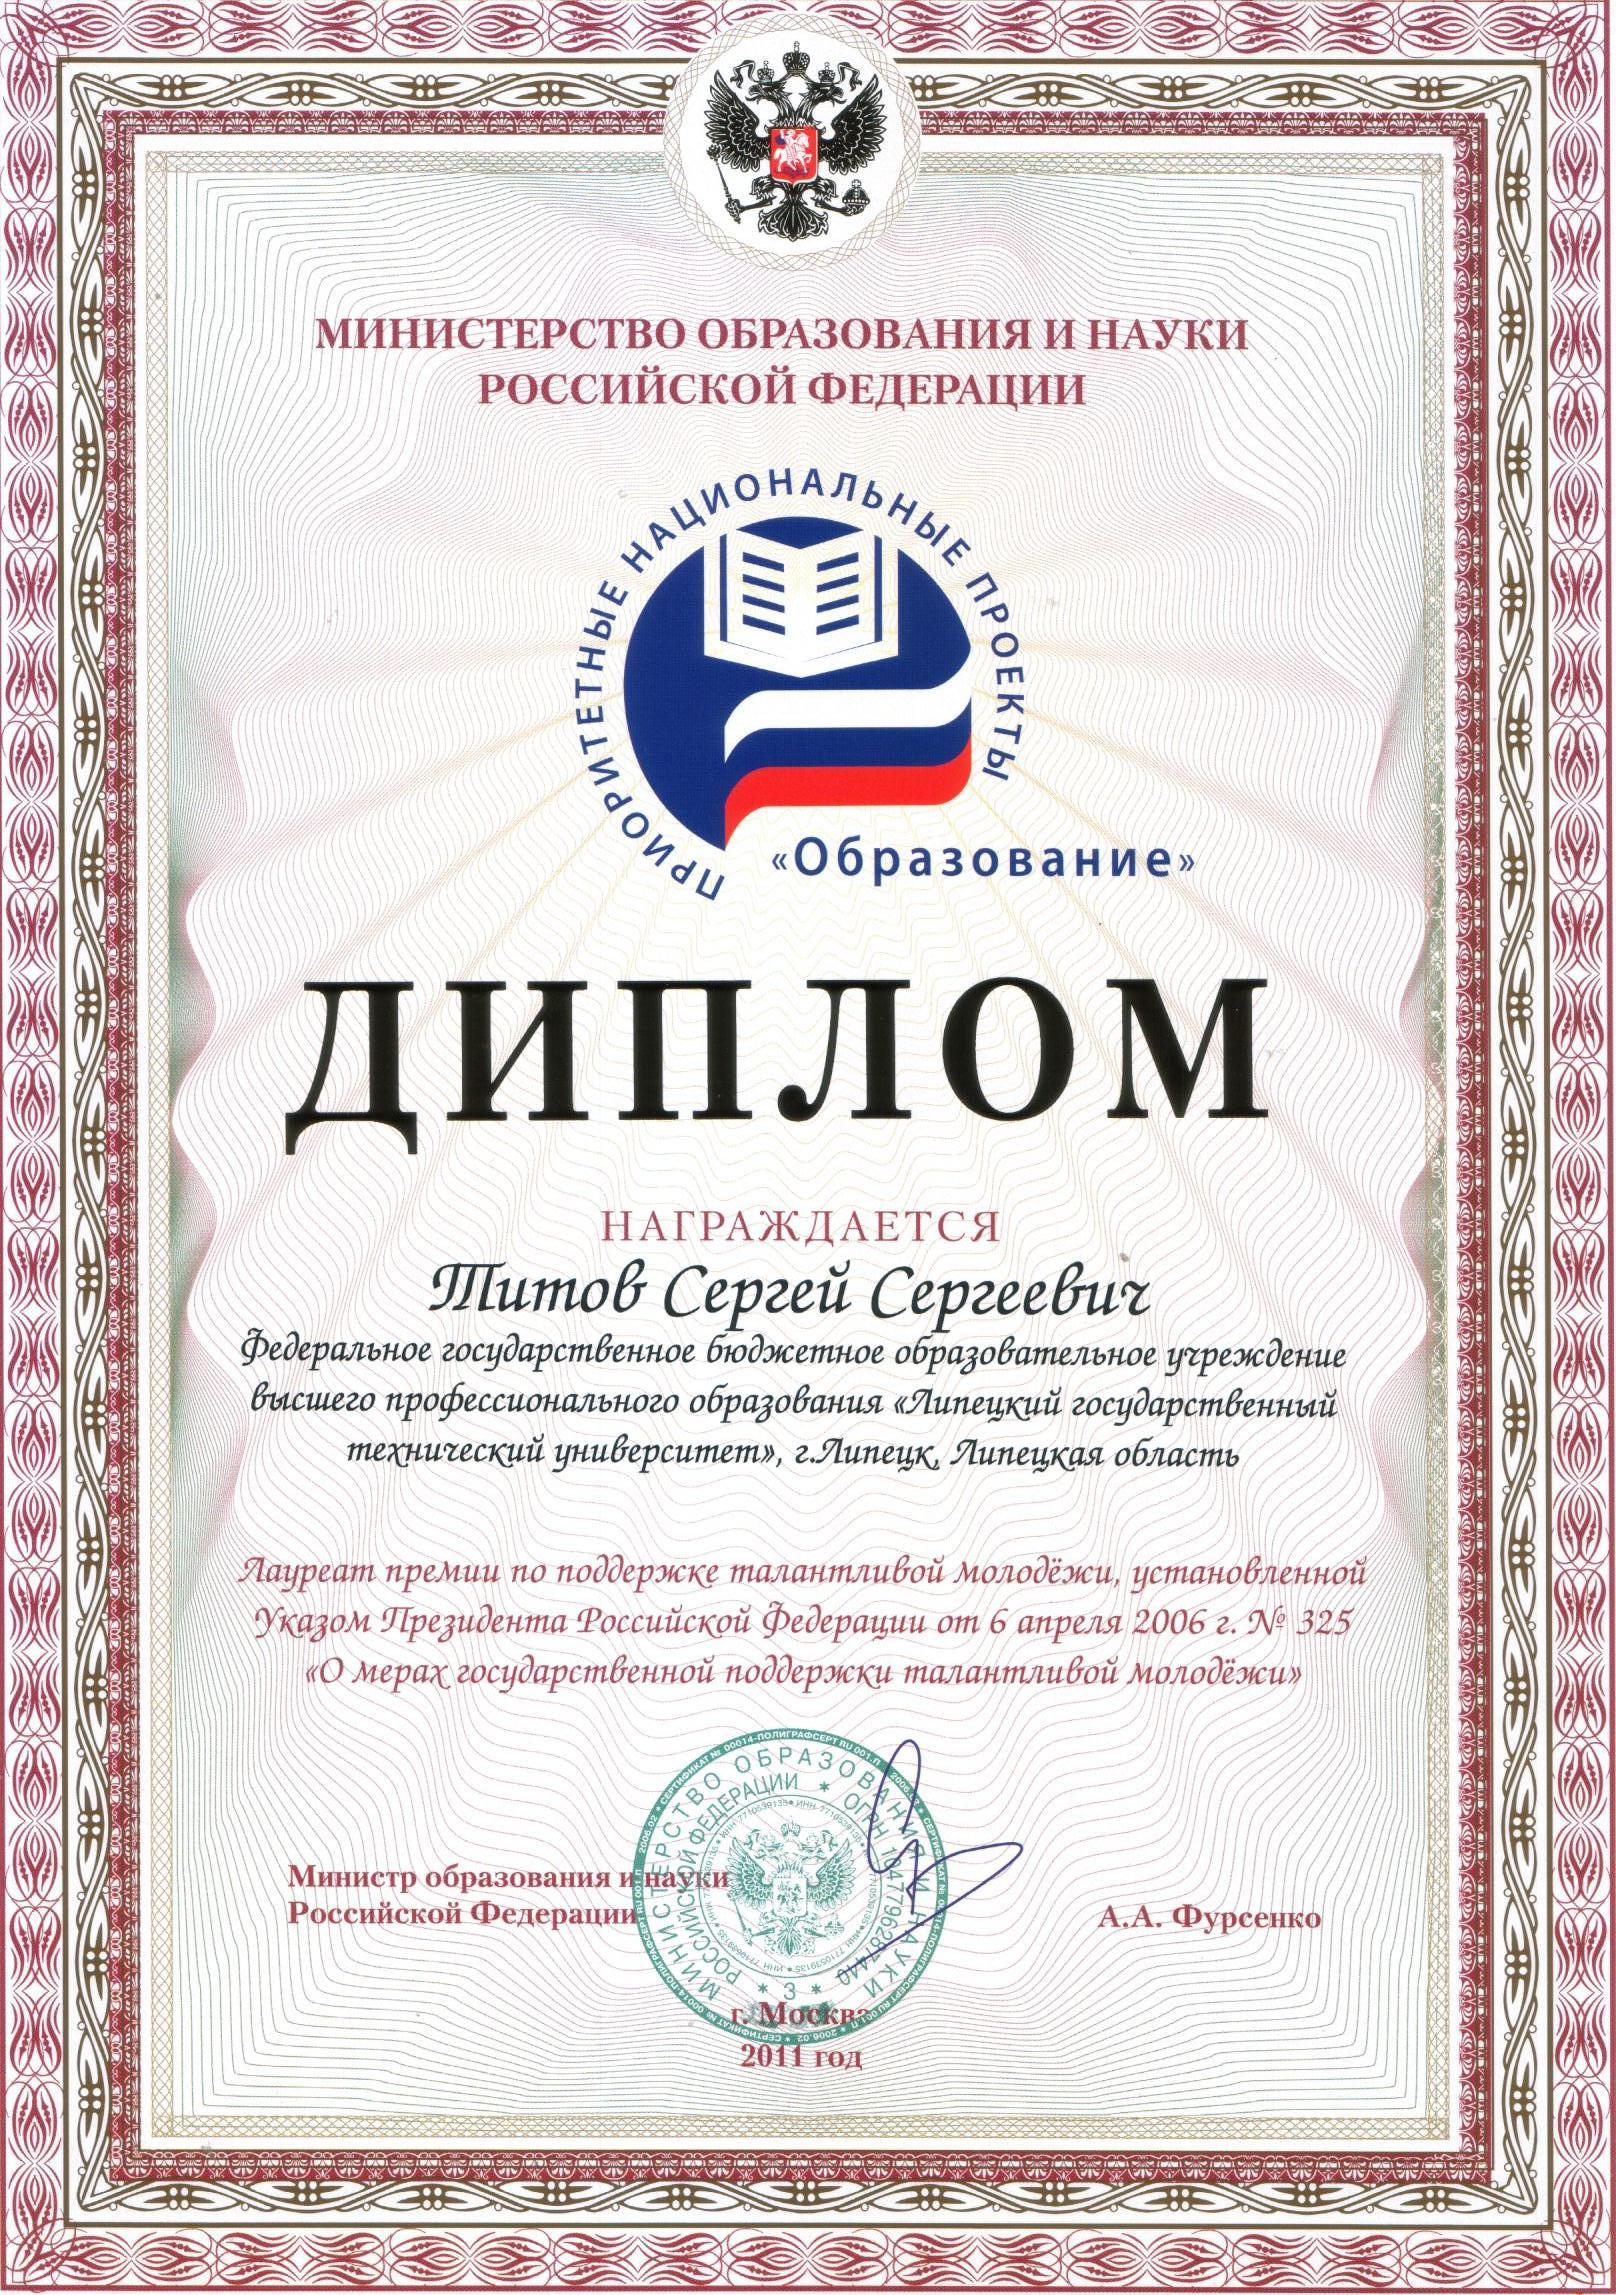 МИНИСТЕРСТВО ОБРАЗОВАНИЯ И НАУКИ
РОССИЙСКОЙ ФЕДЕРАЦИИ
ПРИОРИТЕТНЫЕ НАЦИОНАЛЬНЫЕ ПРОЕКТЫ
«Образование»
ДИПЛОМ
НАГРАЖДАЕТСЯ
Титов Сергей Сергеевич
Федеральное государственное бюджетное образовательное учреждение
высшего профессионального образования «Липецкий государственный
технический университет», г.Липецк, Липецкая область
Лауреат премии по поддержке талантливой молодёжи, установленной
Указом Президента Российской Федерации от 6 апреля 2006 г. № 325
«О мерах государственной поддержки талантливой молодёжи»
Министр образования и науки
Российской Федерации
А.А. Фурсенко
МИНИСТЕРСТВО ОБРАЗОВАНИЯ И НАУКИ
РОССИЙСКОЙ ФЕДЕРАЦИИ * ОГРН 1047796287440
* 3 *
г. Москва
2011 год